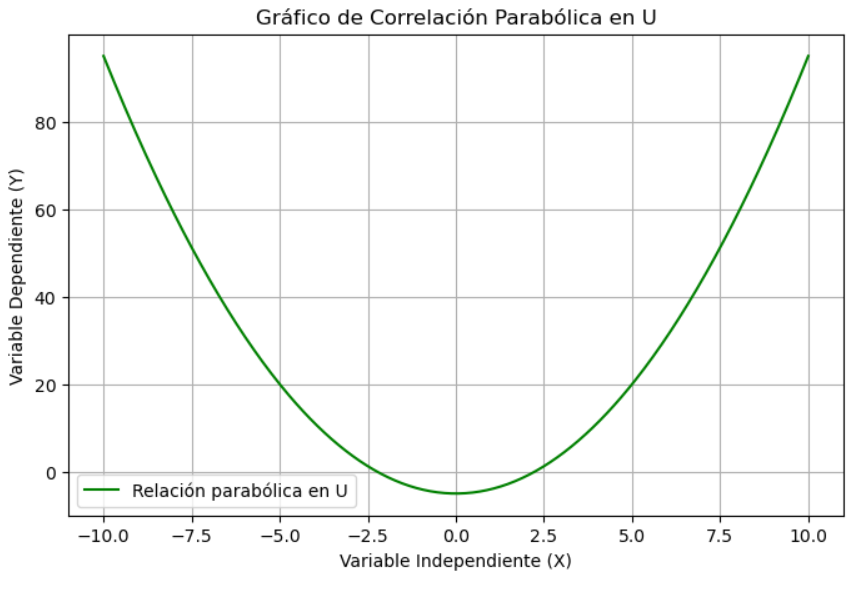 Gráfico de Correlación Parabólica en U
Variable Dependiente (Y)
80
60
40
20
0
Relación parabólica en U
−10.0 −7.5 −5.0 −2.5 0.0 2.5 5.0 7.5 10.0
Variable Independiente (X)